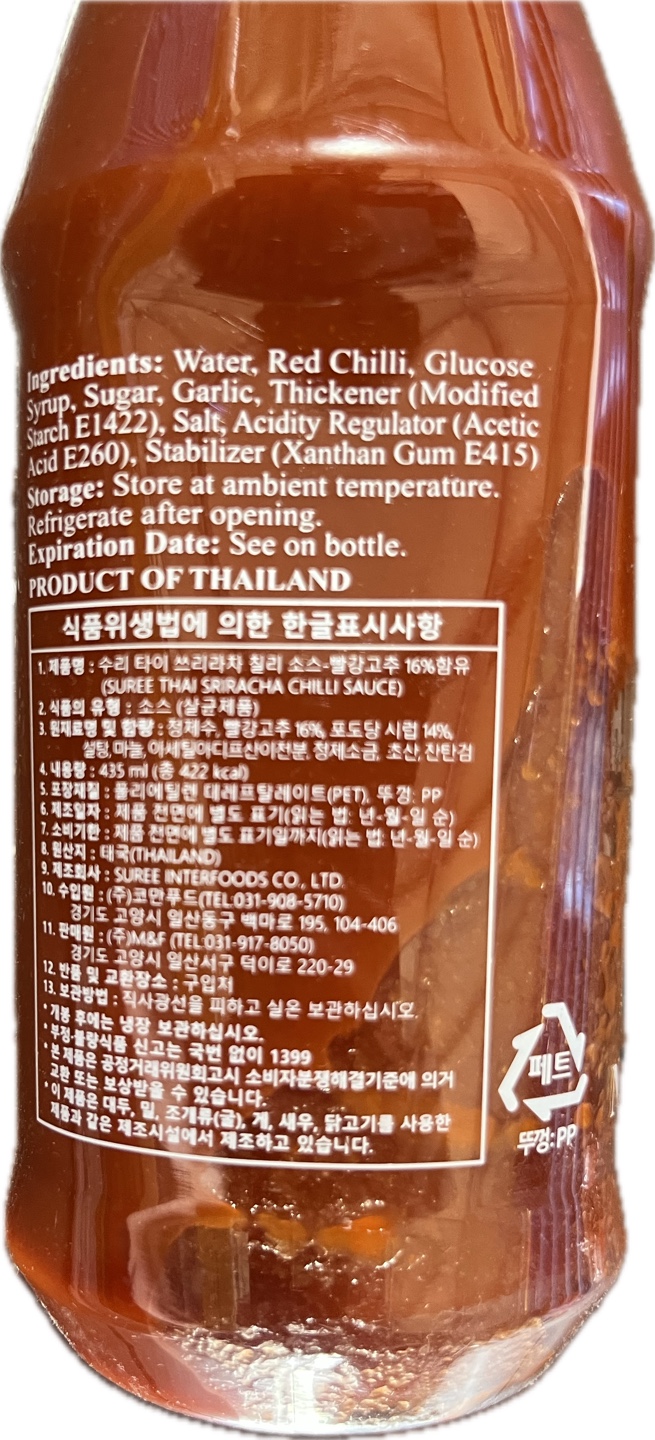 Ingredients: Water, Red Chilli, Glucose
Syrup, Sugar, Garlic, Thickener (Modified
Starch E1422), Salt, Acidity Regulator (Acetic
Acid E260), Stabilizer (Xanthan Gum E415)
Storage: Store at ambient temperature.
Refrigerate after opening.
Expiration Date: See on bottle.
PRODUCT OF THAILAND
식품위생법에 의한 한글표시사항
1. 제품명 : 수리 타이 쓰리라차 칠리 소스-빨강고추 16%함유
(SUREE THAI SRIRACHA CHILLI SAUCE)
2. 식품의 유형 : 소스 (살균제품)
3. 원재료명 및 함량 : 정제수, 빨강고추 16%, 포도당 시럽 14%,
설탕, 마늘, 아세틸아디프산이전분, 정제소금, 초산, 잔탄검
4. 내용량 : 435 ml (총 422 kcal)
5. 포장재질 : 폴리에틸렌 테레프탈레이트(PET), 뚜껑: PP
6. 제조일자 : 제품 전면에 별도 표기(읽는 법: 년-월-일 순)
7. 소비기한 : 제품 전면에 별도 표기일까지(읽는 법: 년-월-일 순)
8. 원산지 : 태국(THAILAND)
9. 제조회사 : SUREE INTERFOODS CO., LTD.
10. 수입원 : (주)코만푸드(TEL:031-908-5710)
경기도 고양시 일산동구 백마로 195, 104-406
11. 판매원 : (주)M&F (TEL:031-917-8050)
경기도 고양시 일산서구 덕이로 220-29
12. 반품 및 교환장소 : 구입처
13. 보관방법 : 직사광선을 피하고 실온 보관하십시오.
* 개봉 후에는 냉장 보관하십시오.
* 부정·불량식품 신고는 국번 없이 1399
* 본 제품은 공정거래위원회고시 소비자분쟁해결기준에 의거
교환 또는 보상받을 수 있습니다.
* 이 제품은 대두, 밀, 조개류(굴), 게, 새우, 닭고기를 사용한
제품과 같은 제조시설에서 제조하고 있습니다.
페트
뚜껑:PP